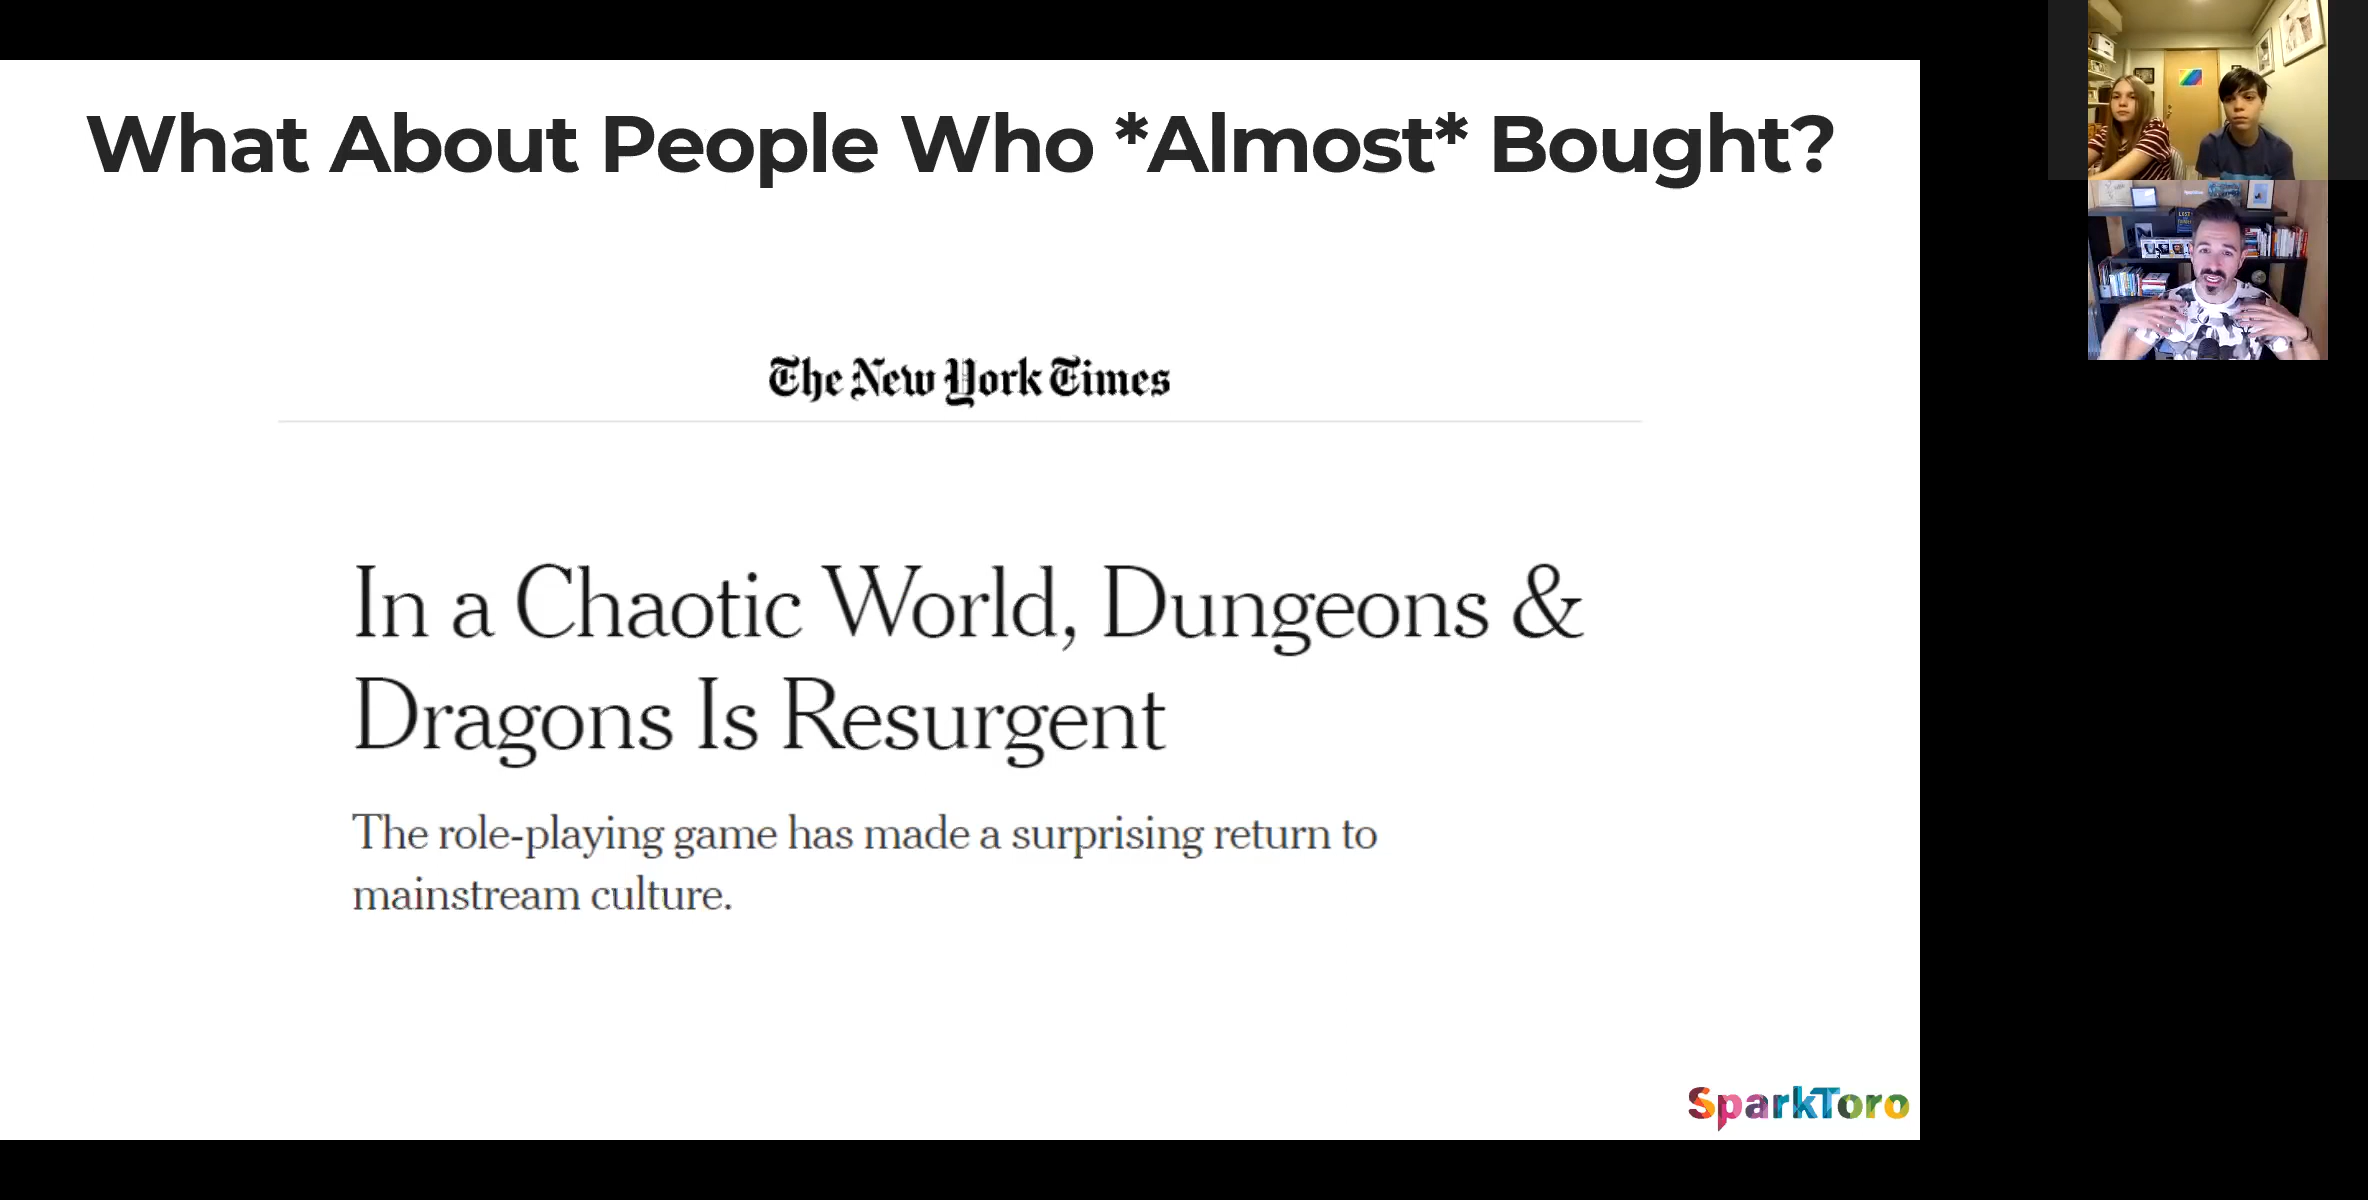 What About People Who *Almost* Bought?
The New York Times
In a Chaotic World, Dungeons &
Dragons Is Resurgent
The role-playing game has made a surprising return to
mainstream culture.
SparkToro